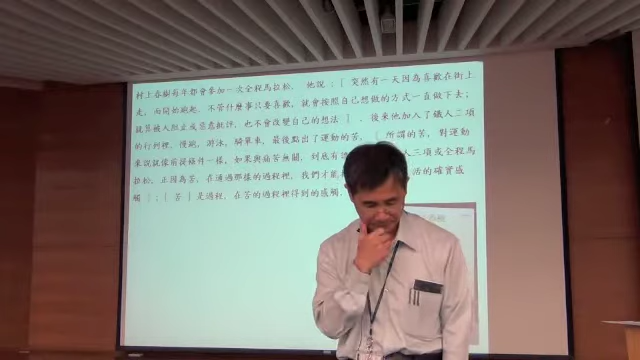 村上春樹每年都會參加一次全程馬拉松，他說：「突然有一天因為喜歡在街上
走，而開始跑起，不管什麼事只要喜歡，就會按照自己想做的方式一直做下去；
就算被人阻止或惡意批評，也不會改變自己的想法」．後來他加入了鐵人三項
的行列裡，慢跑，游泳，騎單車，最後點出了運動的苦，「所謂的苦，對運動
來說就像前提條件一樣，如果與痛苦無關，到底有誰 人三項或全程馬
拉松，正因為苦，在通過那樣的過程裡，我們才能 活的確實感
觸」；「苦」是過程，在苦的過程裡得到的感觸．